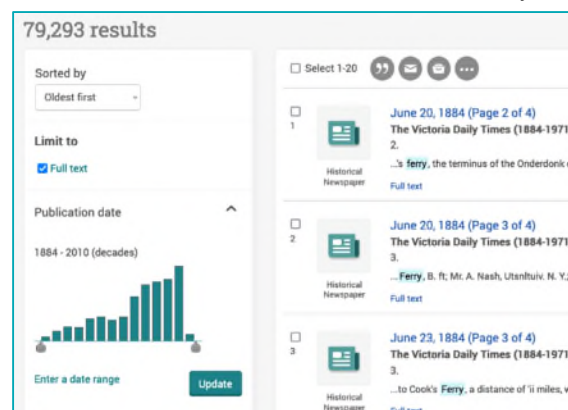 79,293 results
Sorted by
Oldest first
Limit to
Full text
Publication date
1884 - 2010 (decades)
Enter a date range
Update
Select 1-20
1
Historical
Newspaper
June 20, 1884 (Page 2 of 4)
The Victoria Daily Times (1884-1971
2.
...'s ferry, the terminus of the Onderdonk
Full text
2
Historical
Newspaper
June 20, 1884 (Page 3 of 4)
The Victoria Daily Times (1884-1971
3.
...Ferry, B. ft; Mr. A. Nash, Utsnltuiv. N. Y.;
Full text
3
Historical
Newspaper
June 23, 1884 (Page 3 of 4)
The Victoria Daily Times (1884-1971
3.
...to Cook's Ferry, a distance of 'ii miles,
Full text